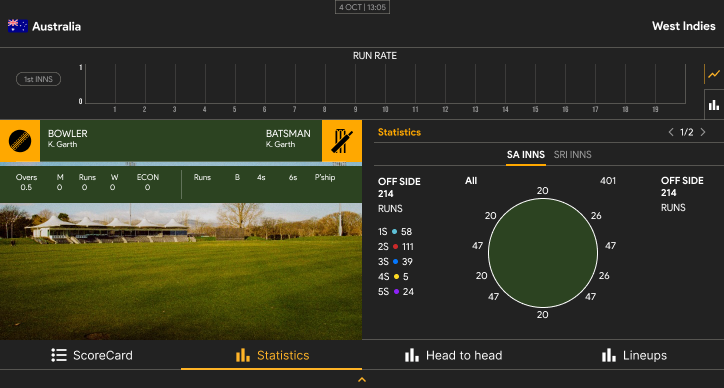 4 OCT | 13:05
Australia
West Indies
RUN RATE
1st INNS
1
0
1 2 3 4 5 6 7 8 9 10 11 12 13 14 15 16 17 18 19
BOWLER
K. Garth
BATSMAN
K. Garth
Overs M Runs W ECON Runs B 4s 6s P'ship
0.5 0 0 0 0
Statistics
1/2
SA INNS SRI INNS
OFF SIDE
214
RUNS
All
401
OFF SIDE
214
RUNS
1S 58
2S 111
3S 39
4S 5
5S 24
20
20 26
47 47
20 26
47 47
20
ScoreCard
Statistics
Head to head
Lineups